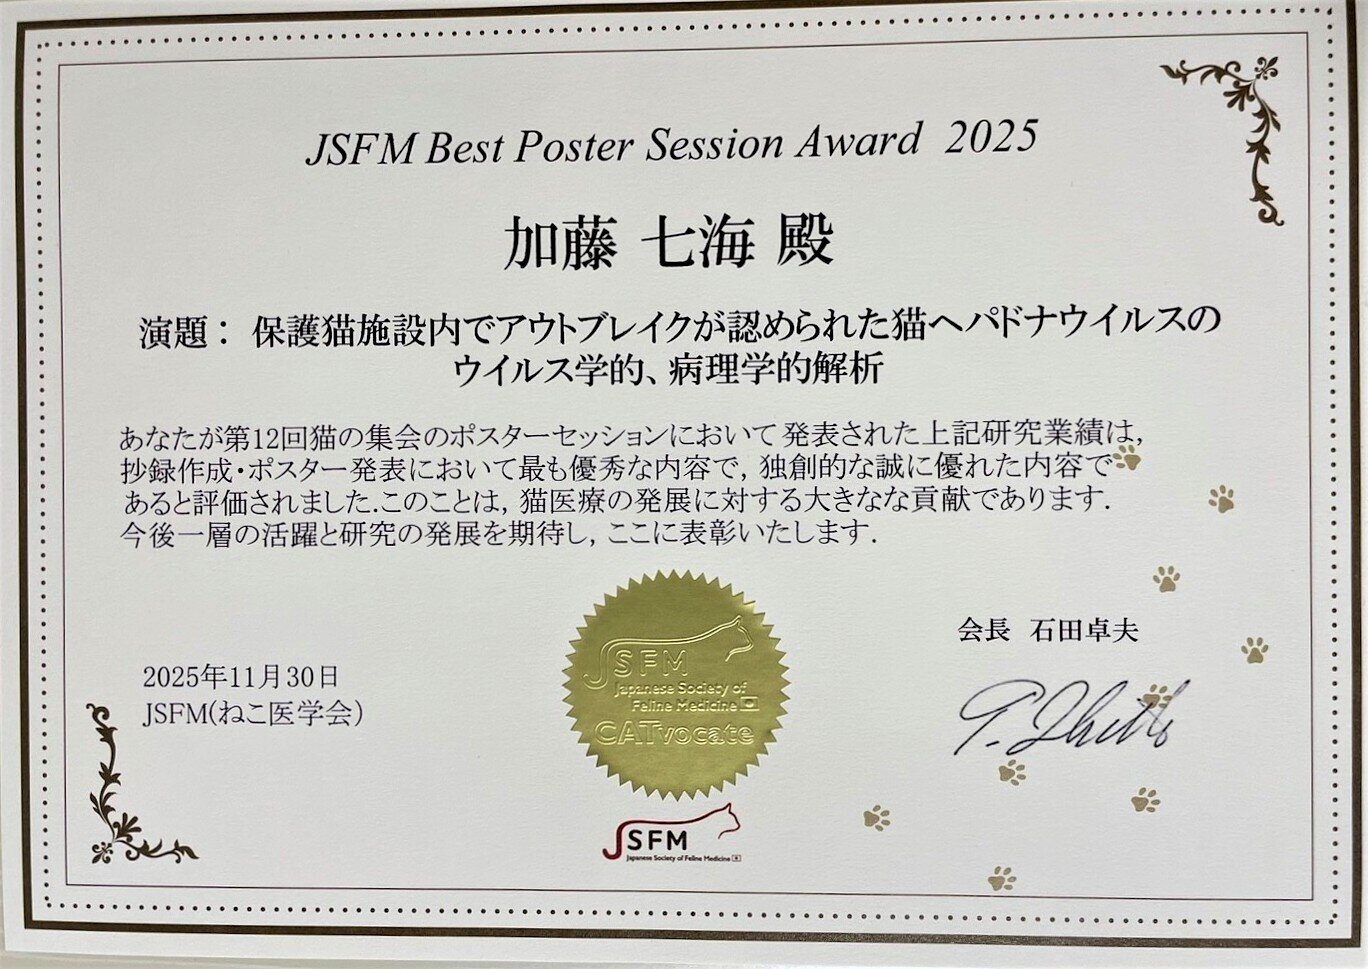 JSFM Best Poster Session Award 2025
加藤 七海 殿
演題： 保護猫施設内でアウトブレイクが認められた猫ヘパドナウイルスの
ウイルス学的、病理学的解析
あなたが第12回猫の集会のポスターセッションにおいて発表された上記研究業績は,
抄録作成・ポスター発表において最も優秀な内容で, 独創的な誠に優れた内容で
あると評価されました.このことは, 猫医療の発展に対する大きなな貢献であります.
今後一層の活躍と研究の発展を期待し, ここに表彰いたします.
会長 石田卓夫
2025年11月30日
JSFM(ねこ医学会)
JSFM
Japanese Society of
Feline Medicine
CATvocate
JSFM
Japanese Society of Feline Medicine